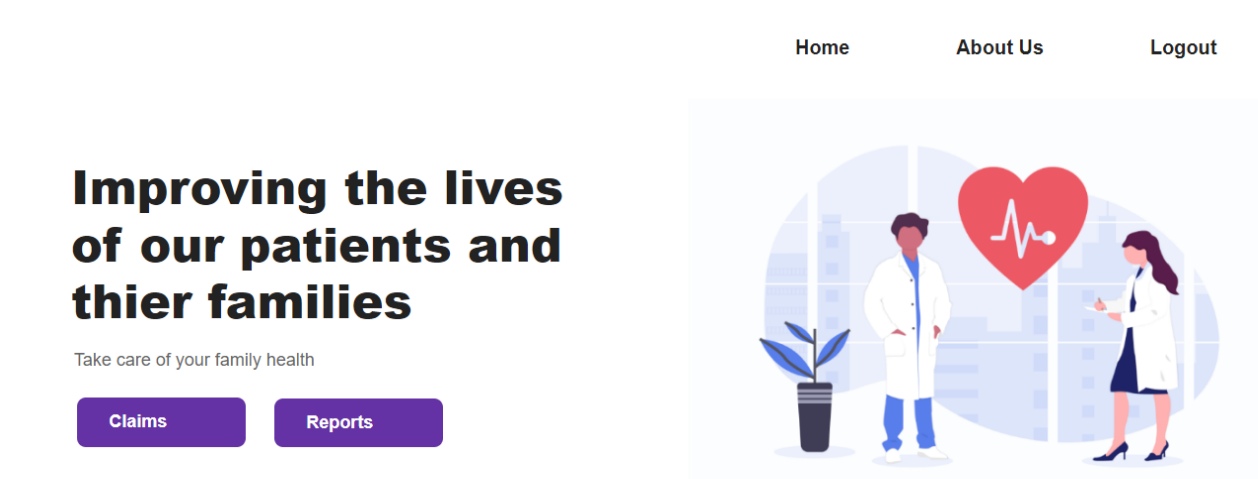 Home About Us Logout
Improving the lives
of our patients and
thier families
Take care of your family health
Claims Reports